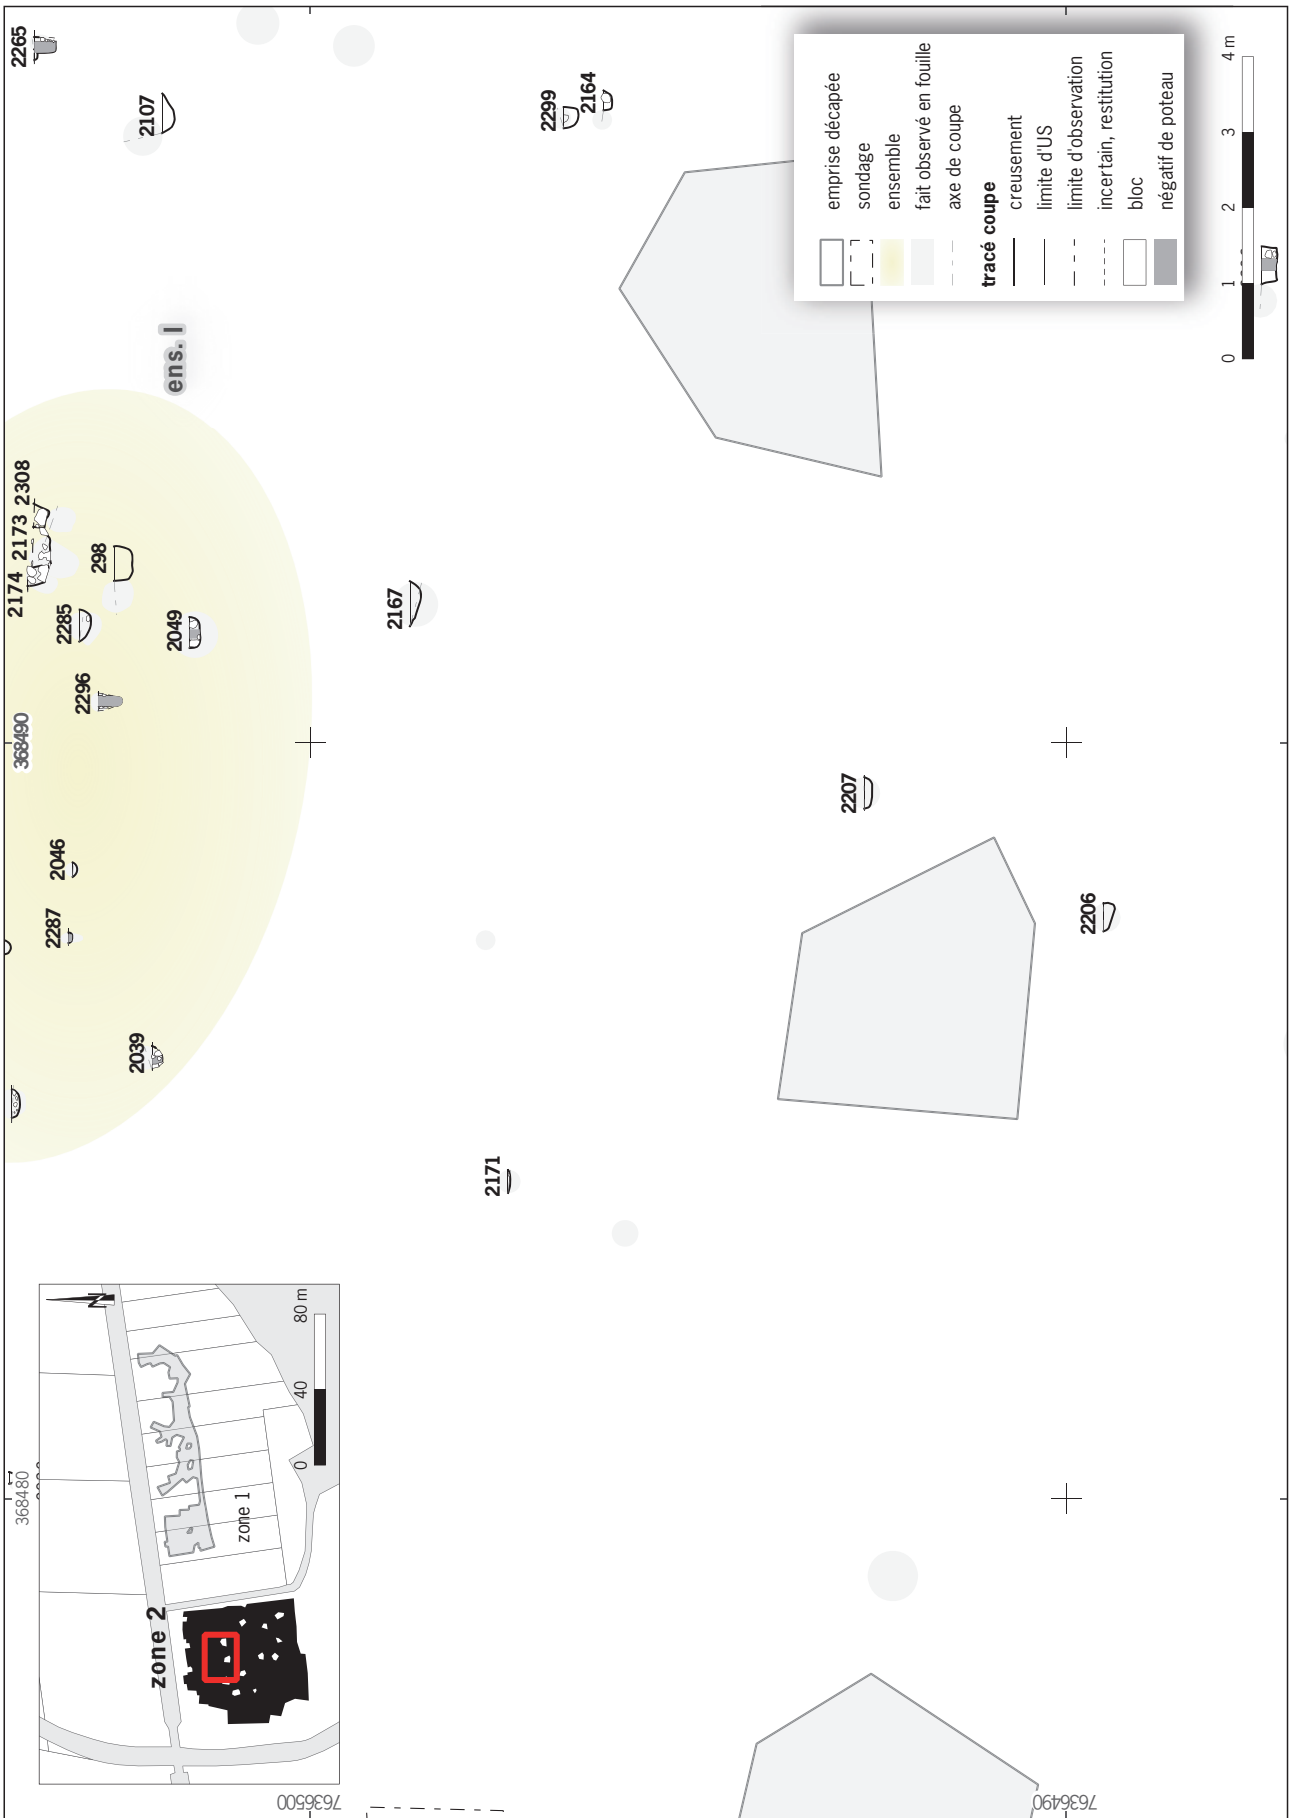 2265
2107
2299
2164
ens. I
2174
2173
2308
298
2285
2049
2296
2167
368490
2046
2287
2039
2207
2206
2171
368480
7636500
7636490
emprise décapée
sondage
ensemble
fait observé en fouille
axe de coupe
tracé coupe
creusement
limite d'US
limite d'observation
incertain, restitution
bloc
négatif de poteau
0 1 2 3 4 m
N
zone 2
zone 1
0 40 80 m